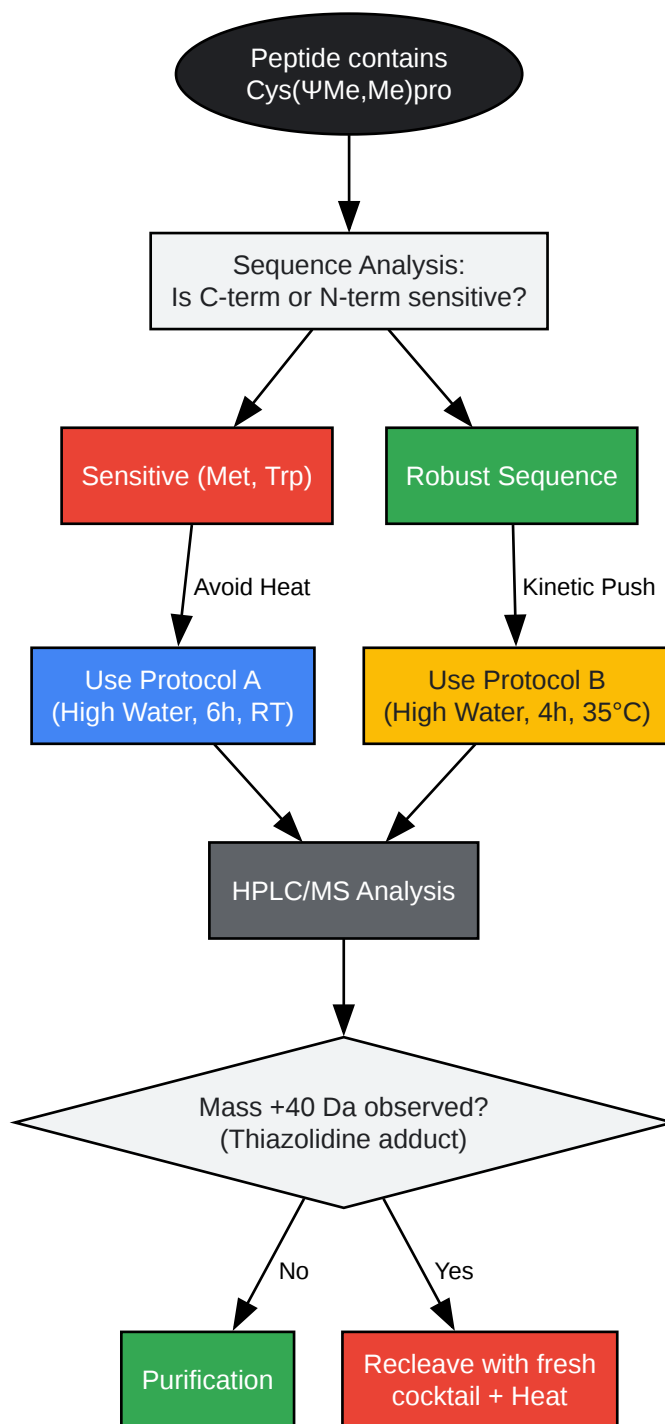 Peptide contains
Cys(ΨMe,Me)pro
Sequence Analysis:
Is C-term or N-term sensitive?
Sensitive (Met, Trp)
Robust Sequence
Avoid Heat
Kinetic Push
Use Protocol A
(High Water, 6h, RT)
Use Protocol B
(High Water, 4h, 35°C)
HPLC/MS Analysis
Mass +40 Da observed?
(Thiazolidine adduct)
No
Yes
Purification
Recleave with fresh
cocktail + Heat